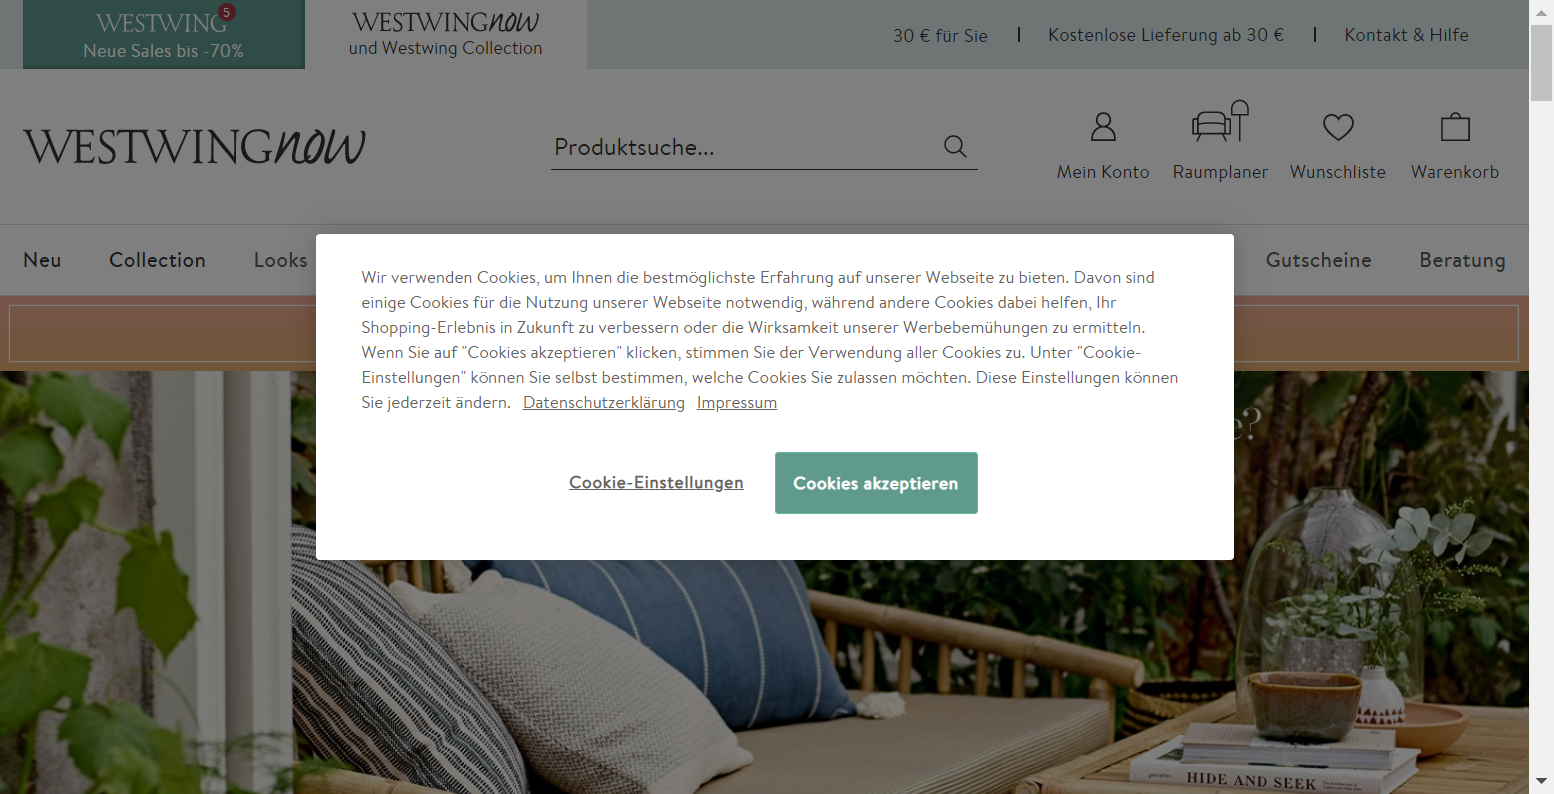 WESTWING 5
Neue Sales bis -70%
WESTWINGnow
und Westwing Collection
30 € für Sie
Kostenlose Lieferung ab 30 €
Kontakt & Hilfe
WESTWINGnow
Produktsuche...
Mein Konto
Raumplaner
Wunschliste
Warenkorb
Neu
Collection
Looks
Gutscheine
Beratung
Wir verwenden Cookies, um Ihnen die bestmöglichste Erfahrung auf unserer Webseite zu bieten. Davon sind
einige Cookies für die Nutzung unserer Webseite notwendig, während andere Cookies dabei helfen, Ihr
Shopping-Erlebnis in Zukunft zu verbessern oder die Wirksamkeit unserer Werbebemühungen zu ermitteln.
Wenn Sie auf "Cookies akzeptieren" klicken, stimmen Sie der Verwendung aller Cookies zu. Unter "Cookie-
Einstellungen" können Sie selbst bestimmen, welche Cookies Sie zulassen möchten. Diese Einstellungen können
Sie jederzeit ändern. Datenschutzerklärung Impressum
e?
Cookie-Einstellungen
Cookies akzeptieren
HIDE AND SEEK